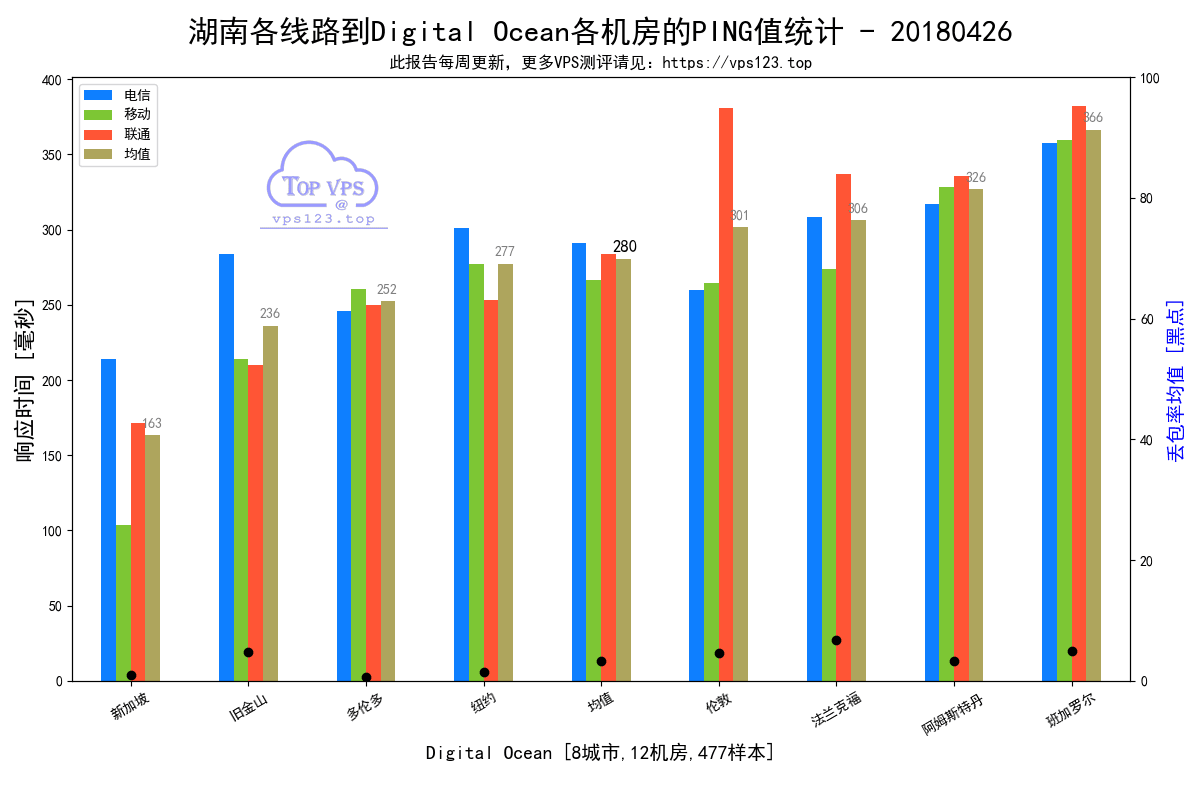 湖南各线路到Digital Ocean各机房的PING值统计 - 20180426
此报告每周更新，更多VPS测评请见：https://vps123.top
电信
移动
联通
均值
TOP VPS
@
vps123.top
响应时间 [毫秒]
400
350
300
250
200
150
100
50
0
163
236
252
277
280
301
306
326
366
100
80
60
40
20
0
丢包率均值 [黑点]
新加坡
旧金山
多伦多
纽约
均值
伦敦
法兰克福
阿姆斯特丹
班加罗尔
Digital Ocean [8城市,12机房,477样本]